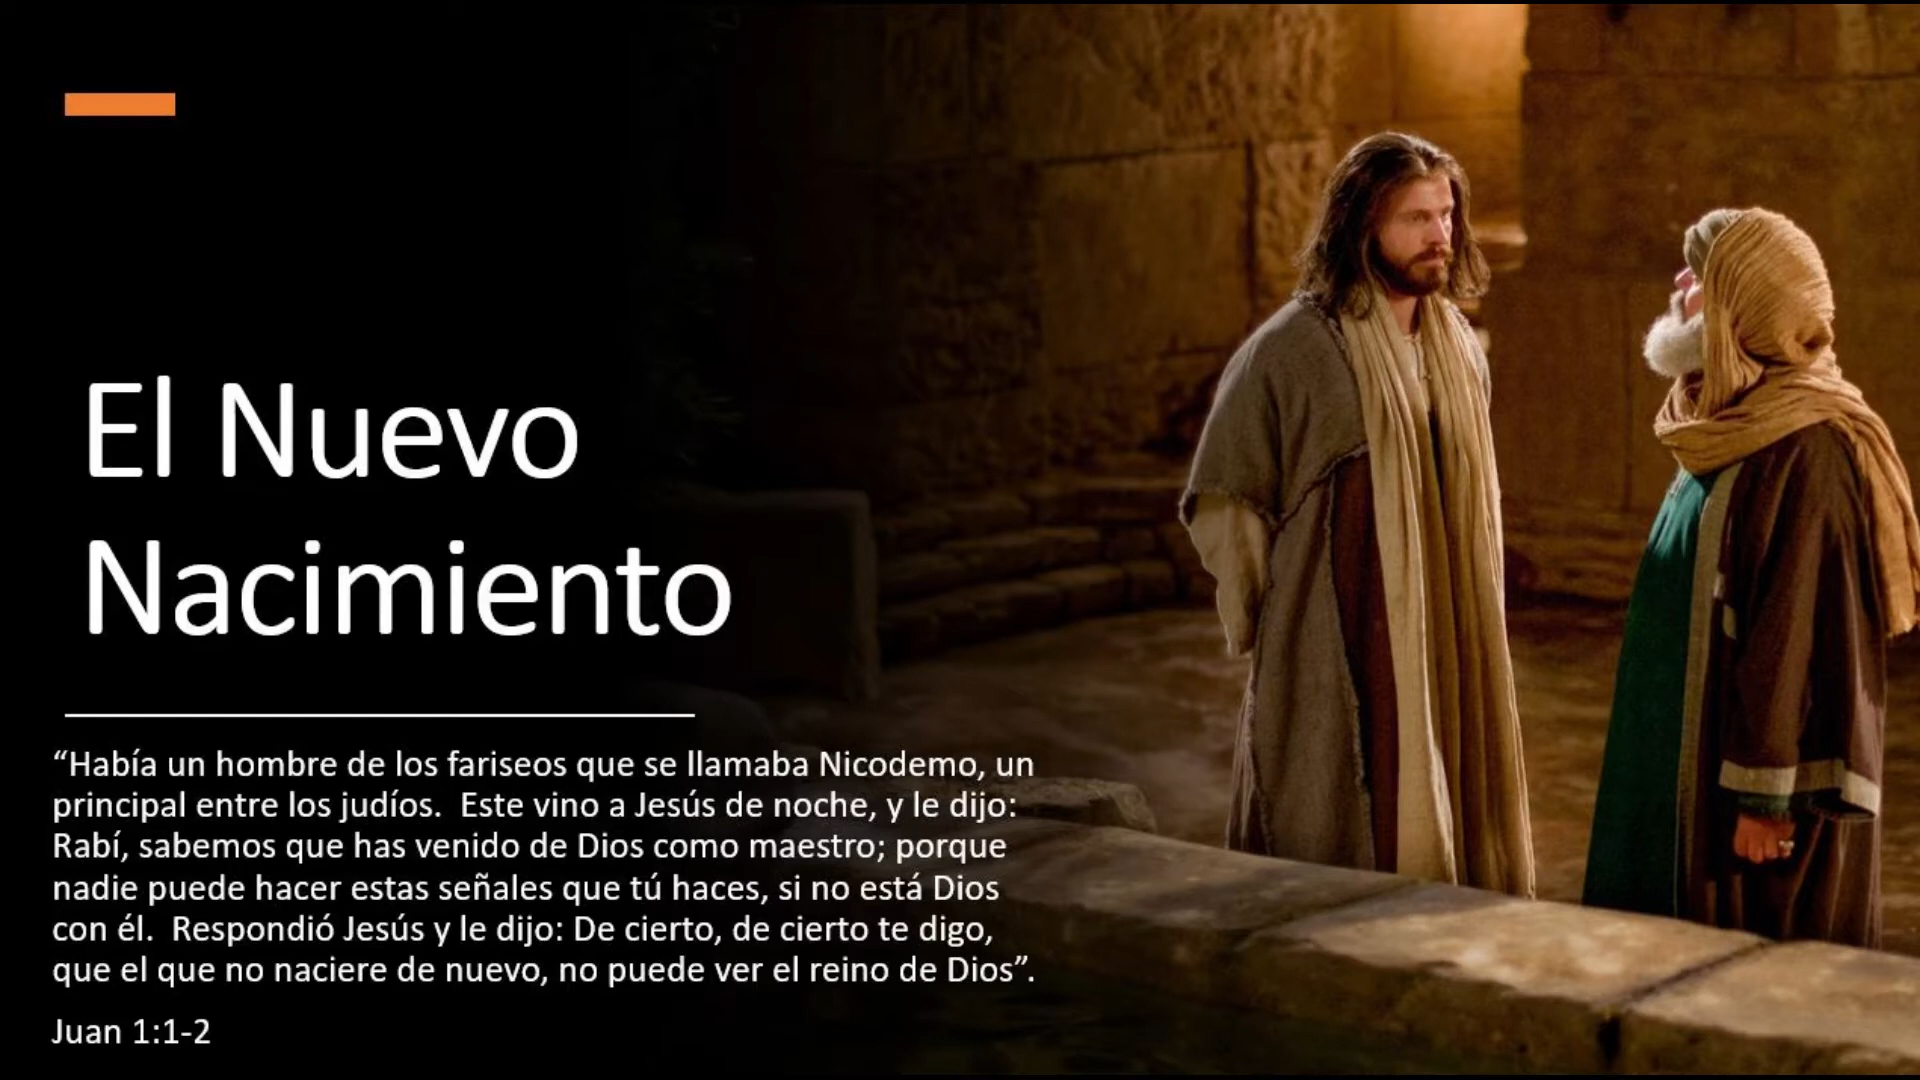 El Nuevo
Nacimiento
“Había un hombre de los fariseos que se llamaba Nicodemo, un
principal entre los judíos.  Este vino a Jesús de noche, y le dijo:
Rabí, sabemos que has venido de Dios como maestro; porque
nadie puede hacer estas señales que tú haces, si no está Dios
con él.  Respondió Jesús y le dijo: De cierto, de cierto te digo,
que el que no naciere de nuevo, no puede ver el reino de Dios”.
Juan 1:1-2